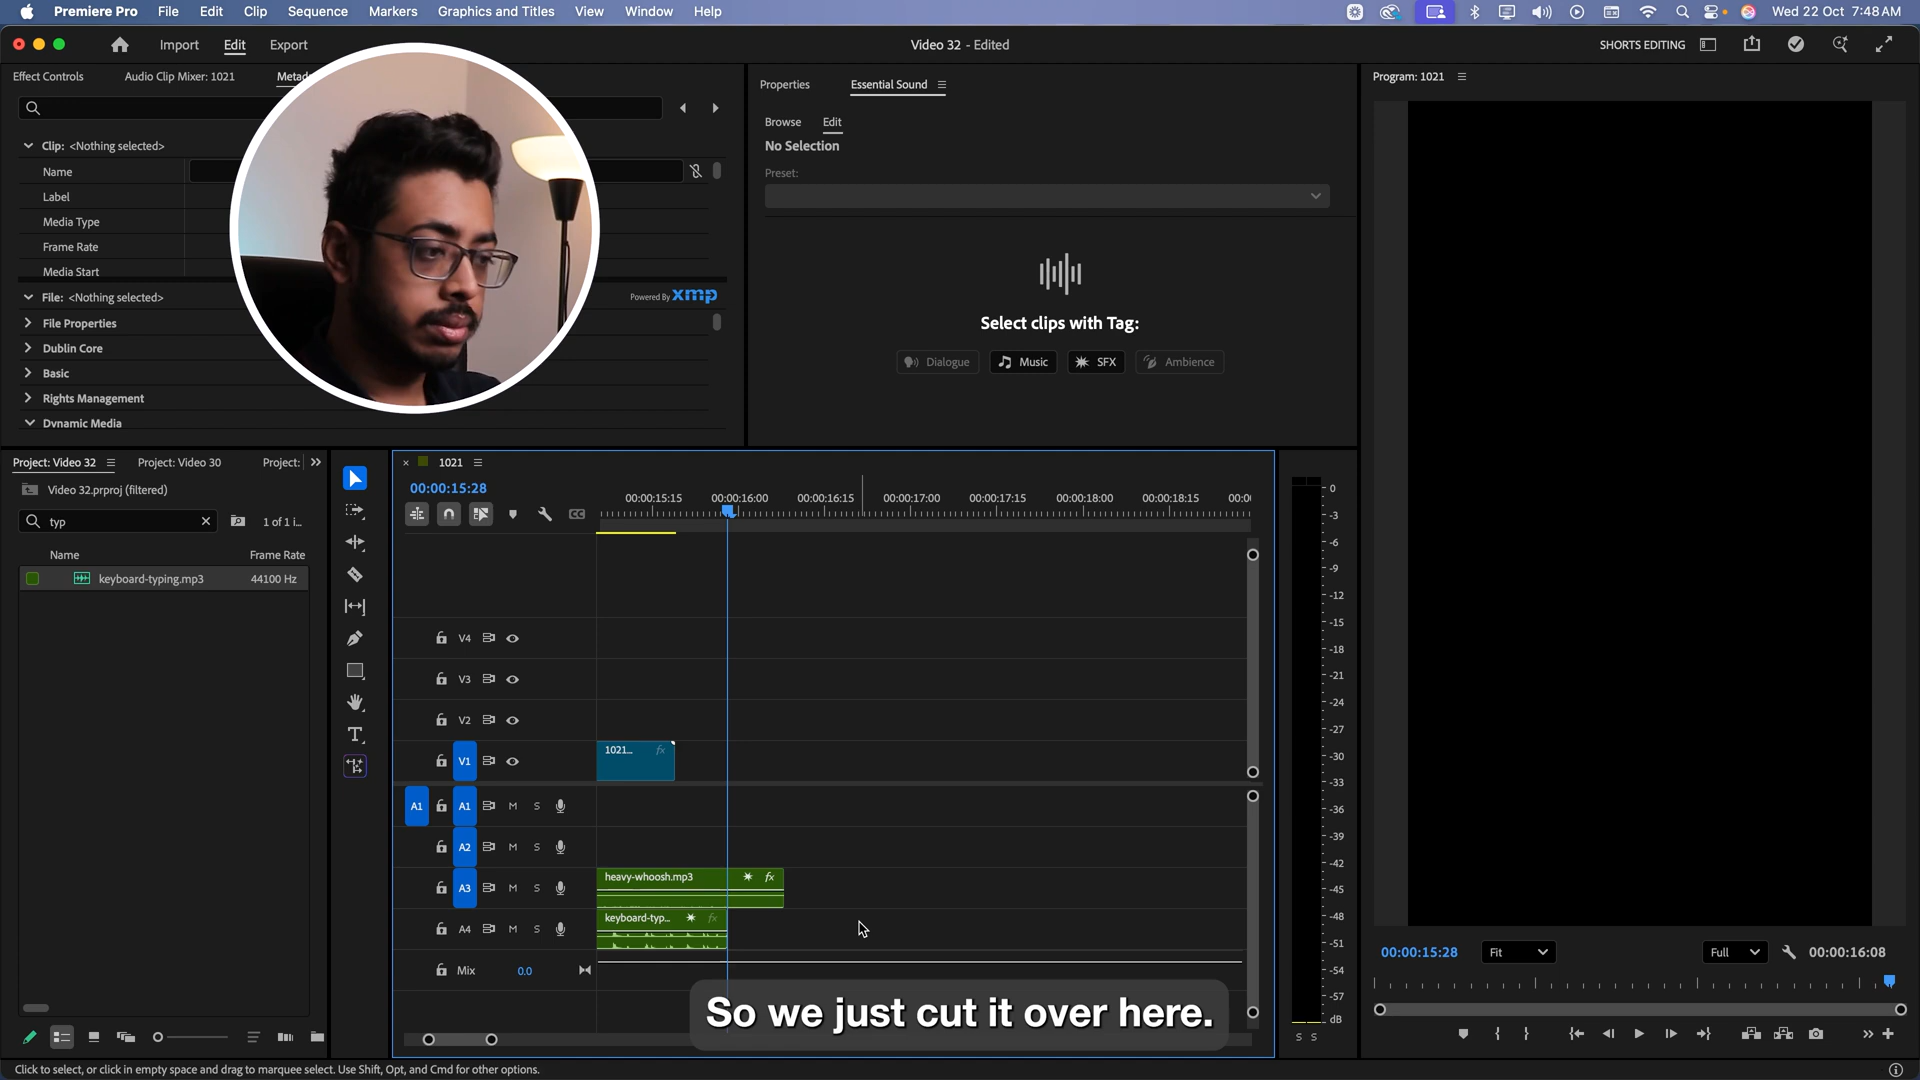 Premiere Pro File Edit Clip Sequence Markers Graphics and Titles View Window Help Wed 22 Oct 7:48 AM
Import Edit Export Video 32 - Edited SHORTS EDITING
Effect Controls Audio Clip Mixer: 1021 Metad
Properties Essential Sound
Program: 1021
Browse Edit
Clip: <Nothing selected>
No Selection
Name
Preset:
Label
Media Type
Frame Rate
Media Start
File: <Nothing selected> Powered By xmp
File Properties
Select clips with Tag:
Dublin Core
Dialogue Music SFX Ambience
Basic
Rights Management
Dynamic Media
Project: Video 32 Project: Video 30 Project:
1021
Video 32.prproj (filtered)
00:00:15:28
00:00:15:15 00:00:16:00 00:00:16:15 00:00:17:00 00:00:17:15 00:00:18:00 00:00:18:15 00:00
typ 1 of 1 i...
CC
Name Frame Rate
keyboard-typing.mp3 44100 Hz
V4
V3
V2
V1 1021... fx
A1 A1 M S
A2 M S
A3 M S heavy-whoosh.mp3 fx
A4 M S keyboard-typ... fx
Mix 0.0
0
-3
-6
-9
-12
-15
-18
-21
-24
-27
-30
-33
-36
-39
-42
-45
-48
-51
-54
-57
dB
S S
00:00:15:28 Fit Full 00:00:16:08
So we just cut it over here.
Click to select, or click in empty space and drag to marquee select. Use Shift, Opt, and Cmd for other options.